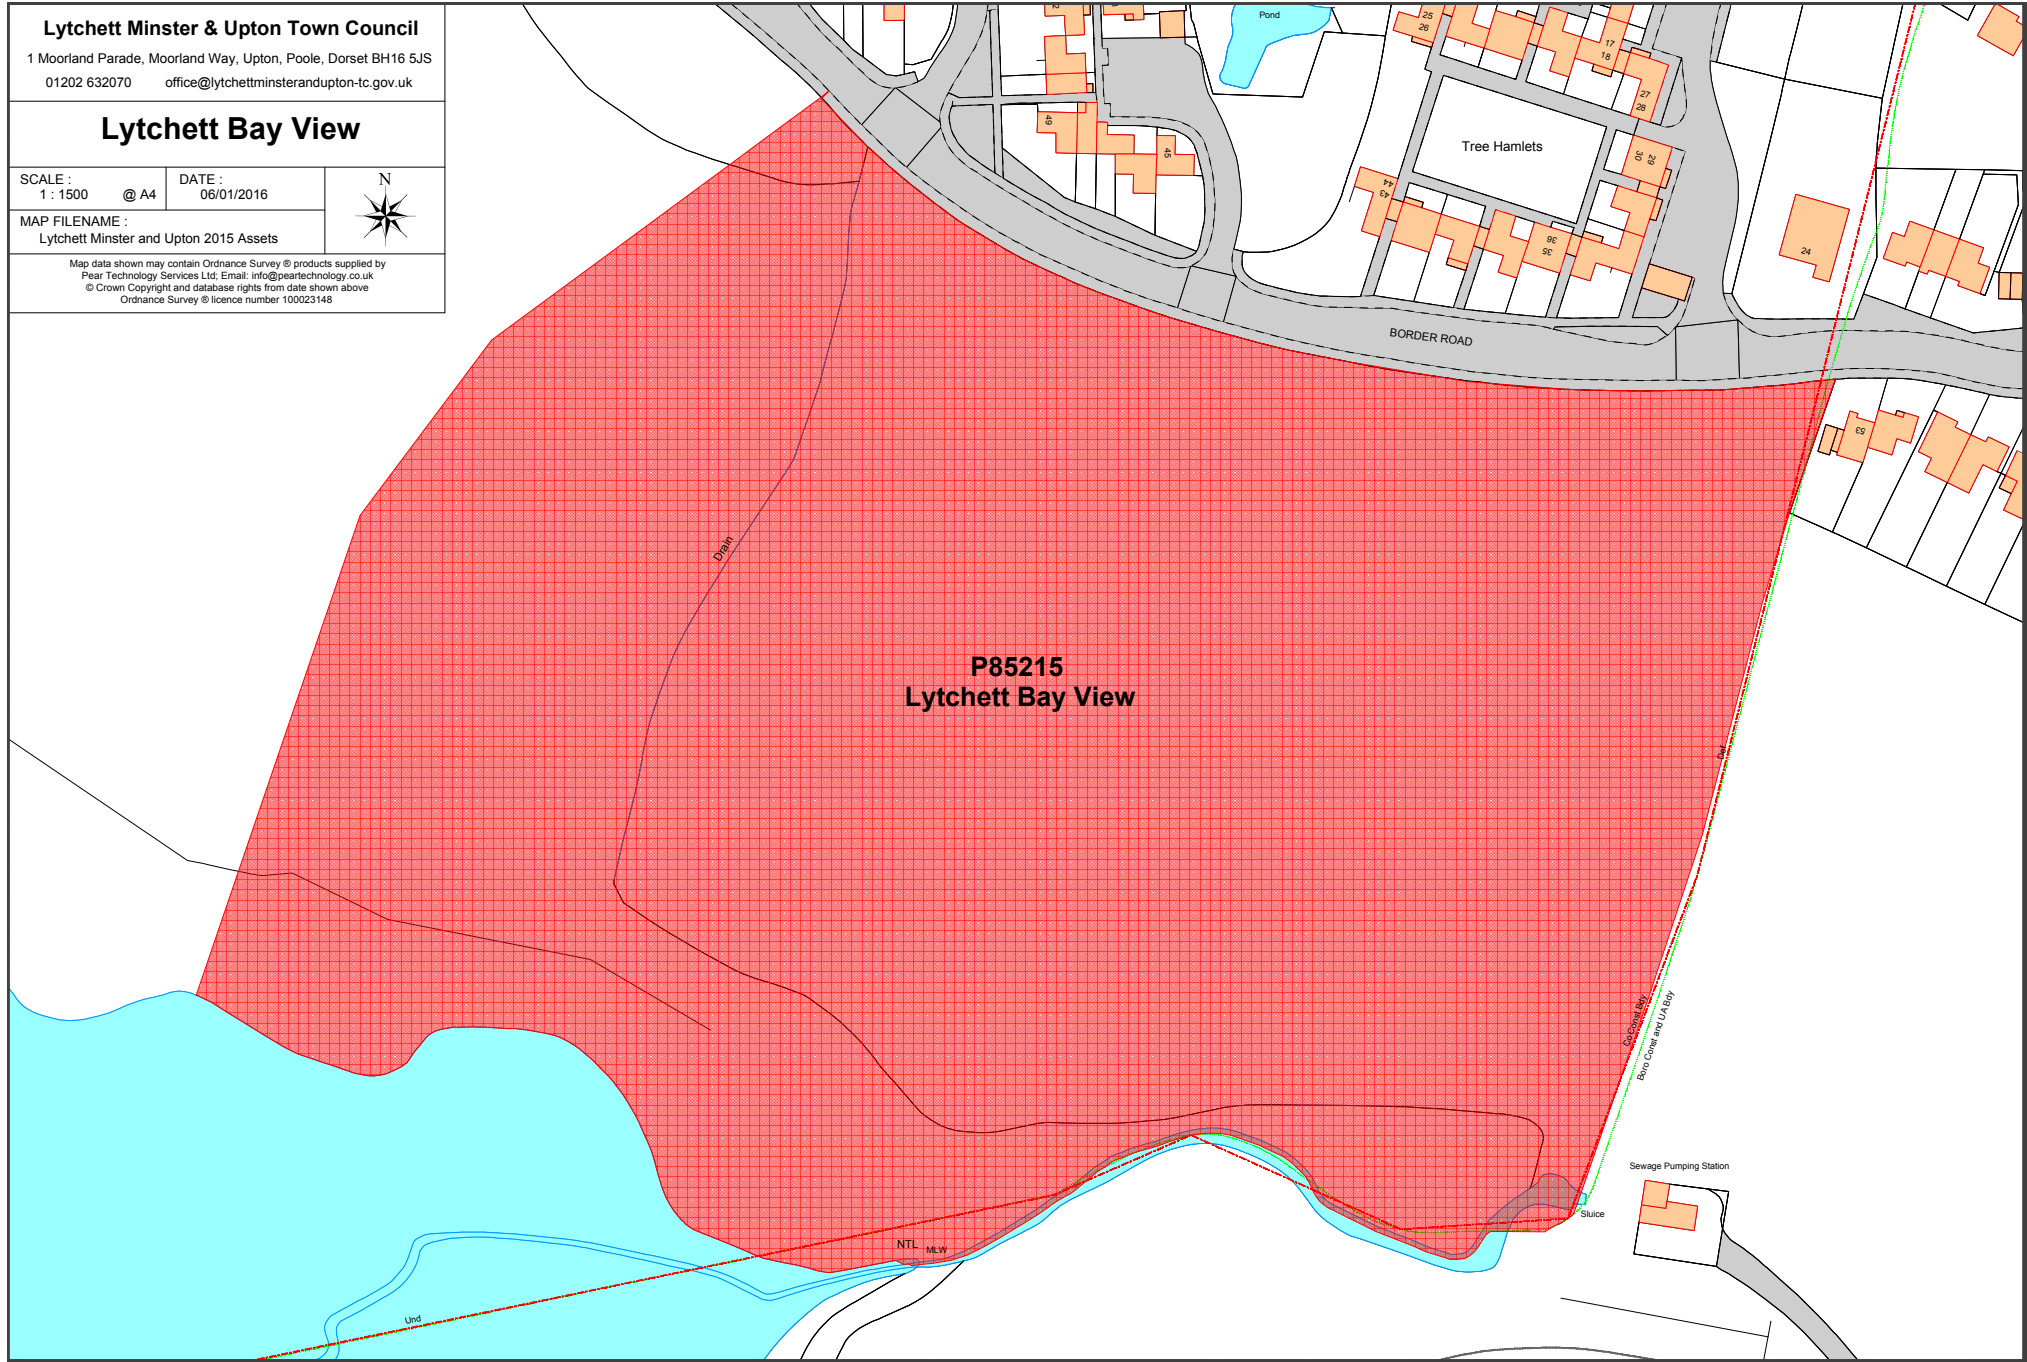 Lytchett Minster & Upton Town Council
1 Moorland Parade, Moorland Way, Upton, Poole, Dorset BH16 5JS
01202 632070 office@lytchettminsterandupton-tc.gov.uk
Lytchett Bay View
SCALE :
1 : 1500 @ A4
DATE :
06/01/2016
N
MAP FILENAME :
Lytchett Minster and Upton 2015 Assets
Map data shown may contain Ordnance Survey ® products supplied by
Pear Technology Services Ltd; Email: info@peartechnology.co.uk
© Crown Copyright and database rights from date shown above
Ordnance Survey ® licence number 100023148
Pond
25
26
17
18
27
28
49
45
Tree Hamlets
30
29
44
43
36
35
24
BORDER ROAD
53
Drain
P85215
Lytchett Bay View
Def
Co Const Bdy
Boro Const and UA Bdy
Sewage Pumping Station
Sluice
NTL
MLW
Und